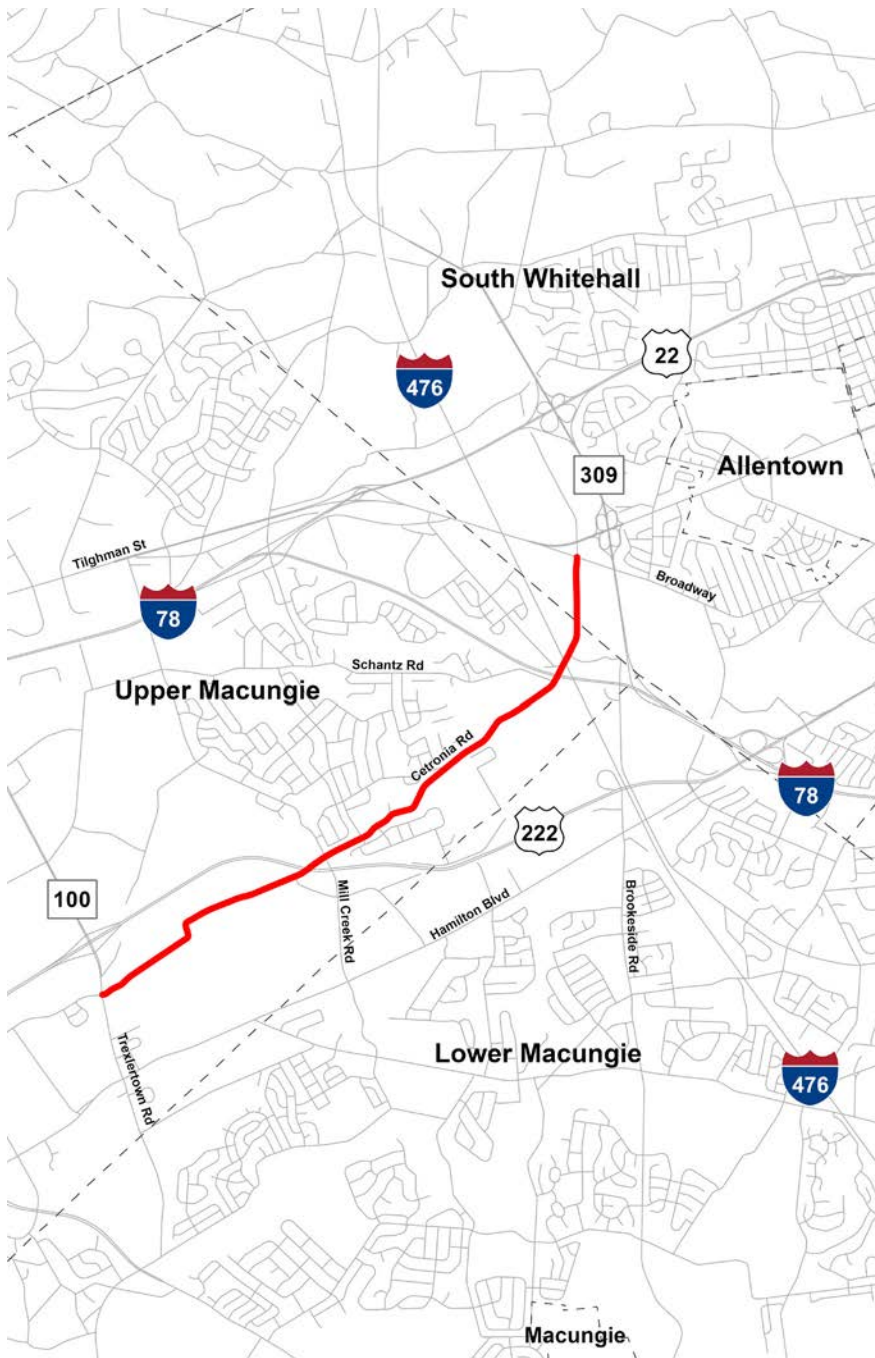 South Whitehall
22
476
Allentown
309
Tilghman St
Broadway
78
Schantz Rd
Upper Macungie
Cetronia Rd
78
222
100
Mill Creek Rd
Hamilton Blvd
Brookeside Rd
Trexlertown Rd
Lower Macungie
476
Macungie